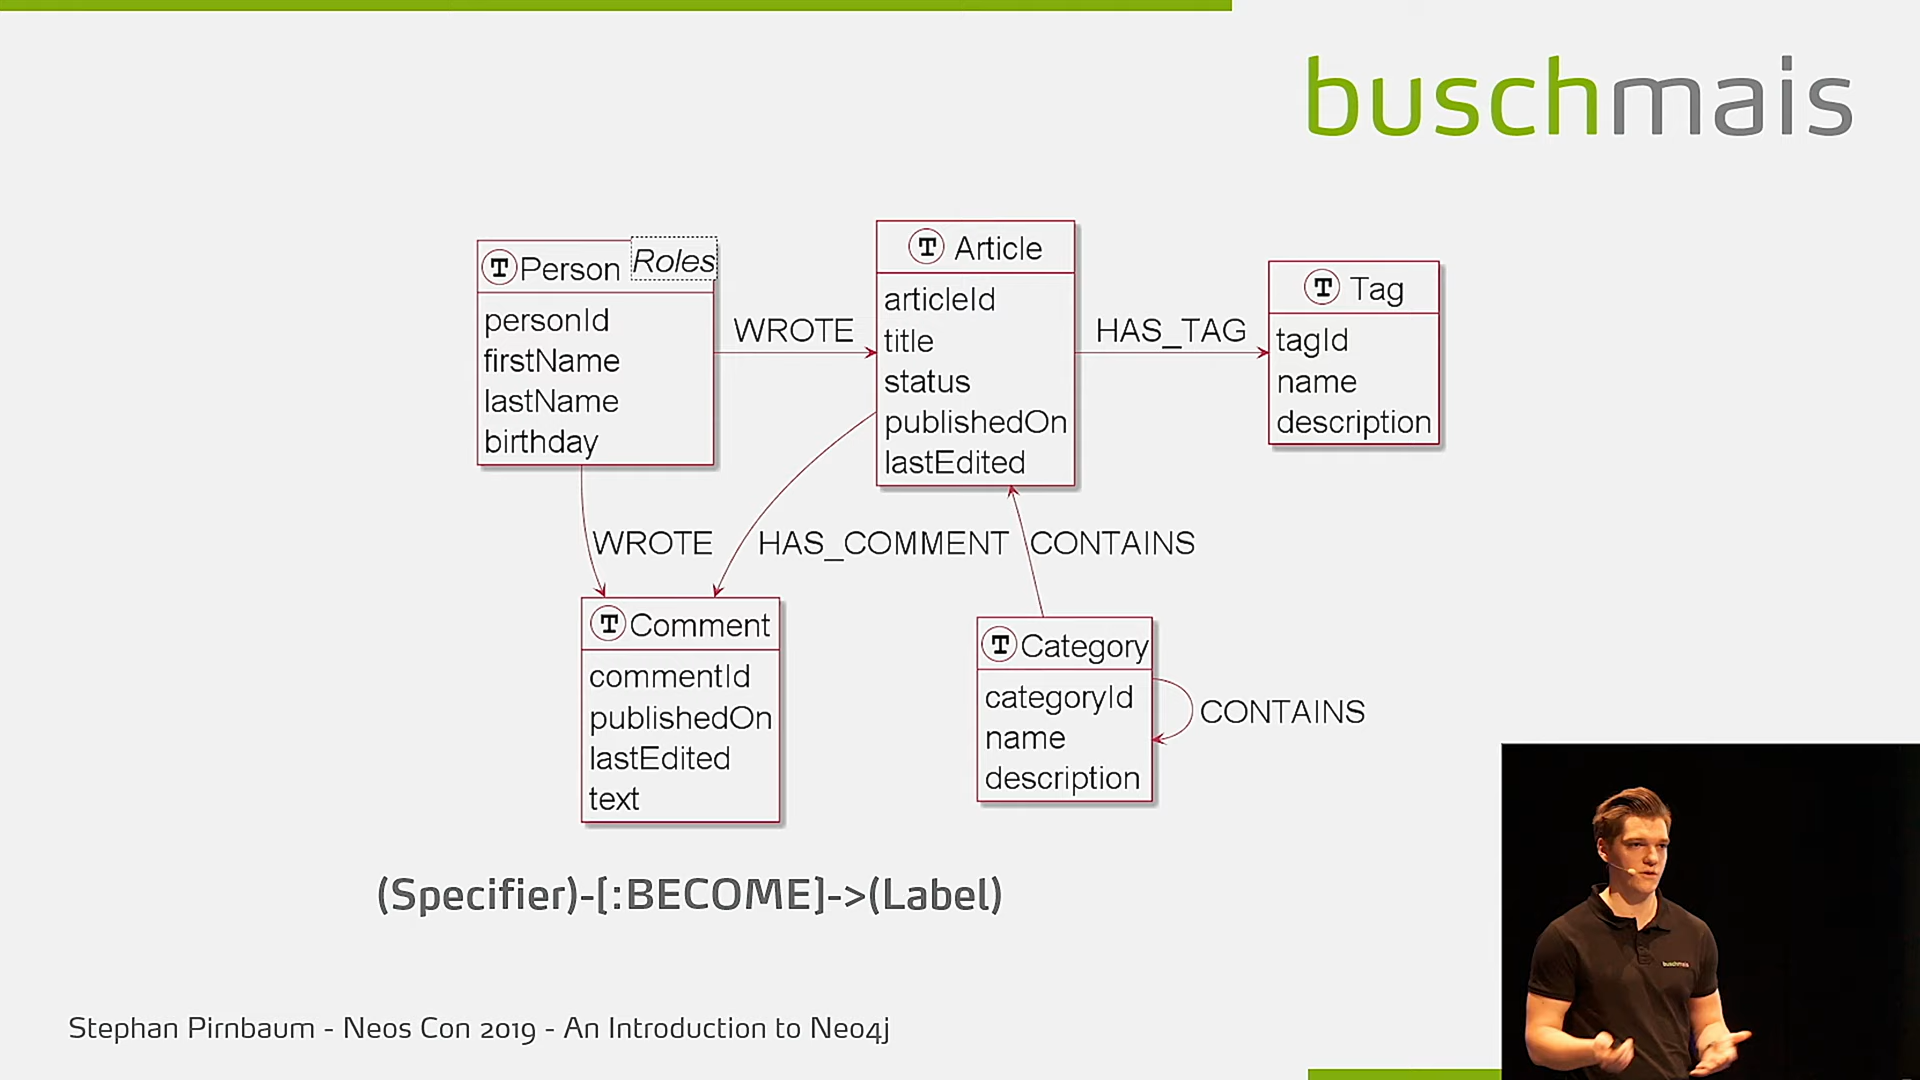 buschmais
T Person Roles
personId
firstName
lastName
birthday
WROTE
T Article
articleId
title
status
publishedOn
lastEdited
HAS_TAG
T Tag
tagId
name
description
WROTE
HAS_COMMENT
CONTAINS
T Comment
commentId
publishedOn
lastEdited
text
T Category
categoryId
name
description
CONTAINS
(Specifier)-[:BECOME]->(Label)
buschmais
Stephan Pirnbaum - Neos Con 2019 - An Introduction to Neo4j